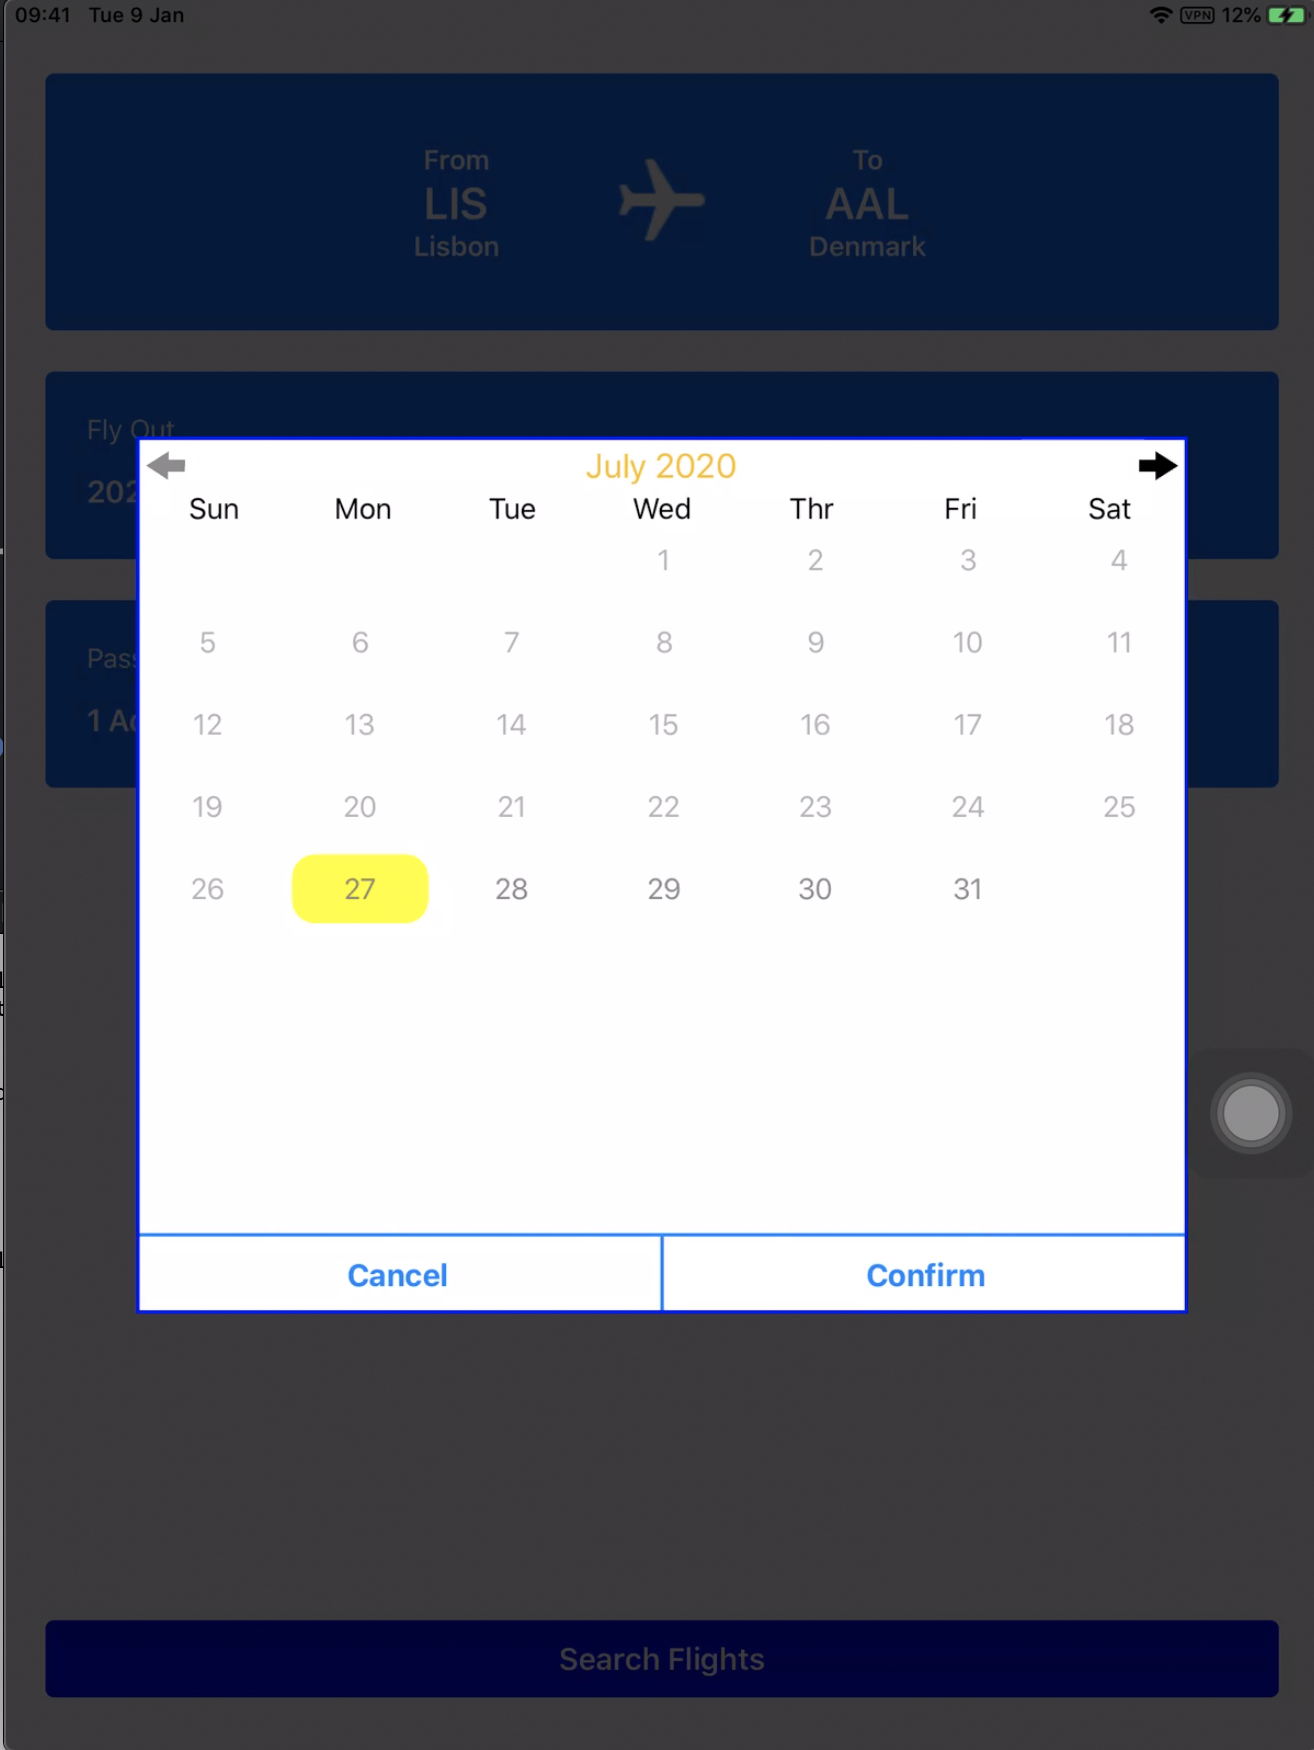 09:41 Tue 9 Jan
VPN 12%
From
LIS
Lisbon
To
AAL
Denmark
Fly Out
202
July 2020
Sun Mon Tue Wed Thr Fri Sat
1 2 3 4
5 6 7 8 9 10 11
12 13 14 15 16 17 18
19 20 21 22 23 24 25
26 27 28 29 30 31
Pass
1 Ad
Cancel Confirm
Search Flights